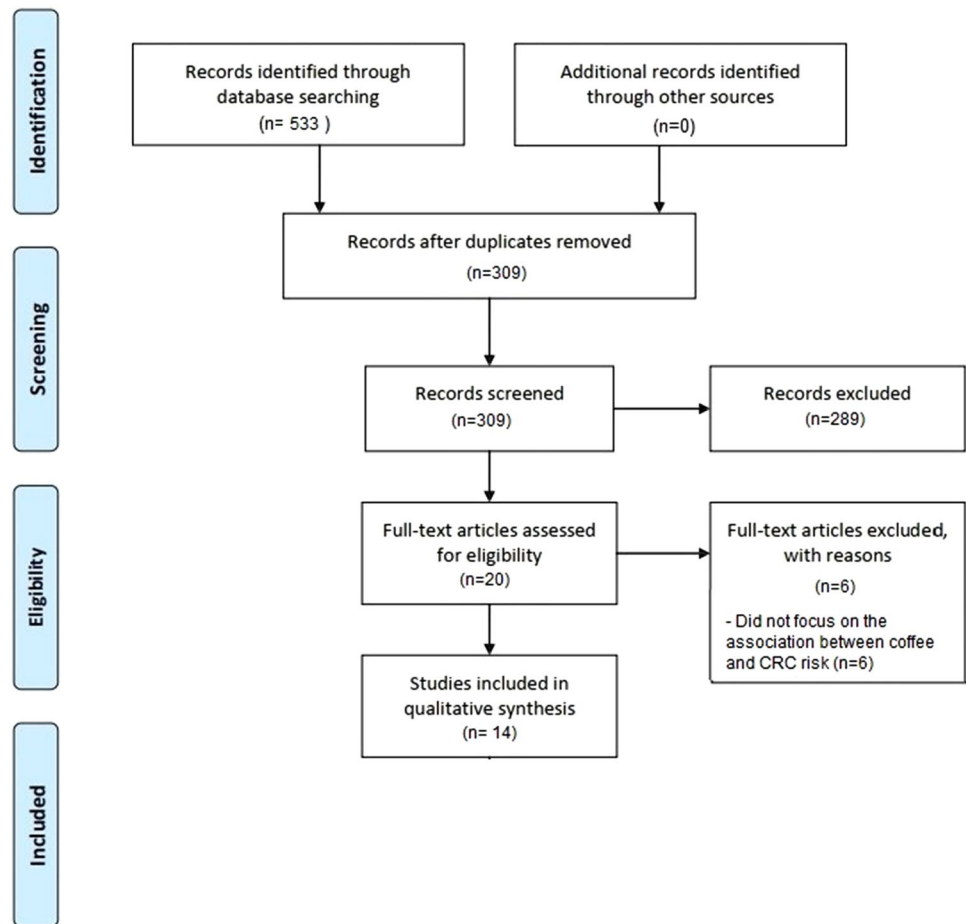 Identification
Records identified through
database searching
(n= 533 )
Additional records identified
through other sources
(n=0)
Records after duplicates removed
(n=309)
Screening
Records screened
(n=309)
Records excluded
(n=289)
Eligibility
Full-text articles assessed
for eligibility
(n=20)
Full-text articles excluded,
with reasons
(n=6)
- Did not focus on the
association between coffee
and CRC risk (n=6)
Studies included in
qualitative synthesis
(n= 14)
Included